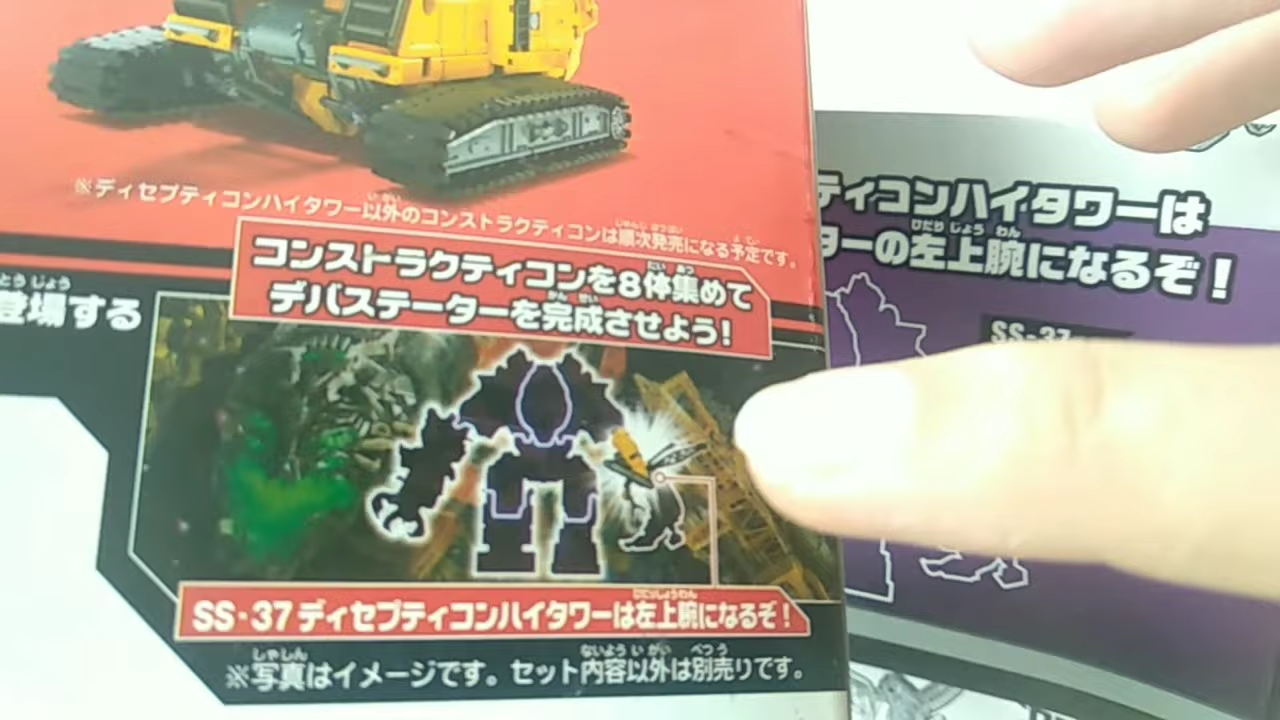 ※ディセプティコンハイタワー以外のコンストラクティコンは順次発売になる予定です。
コンストラクティコンを8体集めて
デバステーターを完成させよう!
登場する
SS-37 ディセプティコンハイタワーは左上腕になるぞ!
※写真はイメージです。セット内容以外は別売りです。
ティコンハイタワーは
ターの左上腕になるぞ!
SS-37